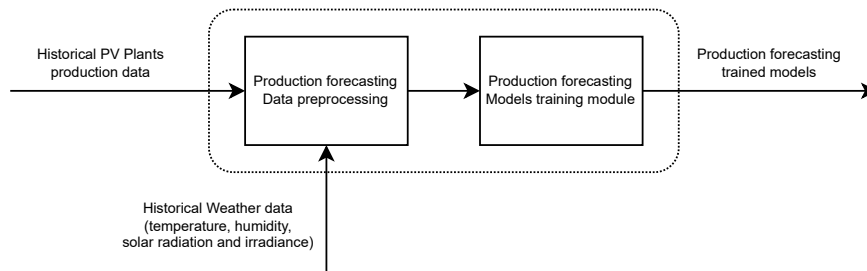 Historical PV Plants
production data
Production forecasting
Data preprocessing
Production forecasting
Models training module
Production forecasting
trained models
Historical Weather data
(temperature, humidity,
solar radiation and irradiance)